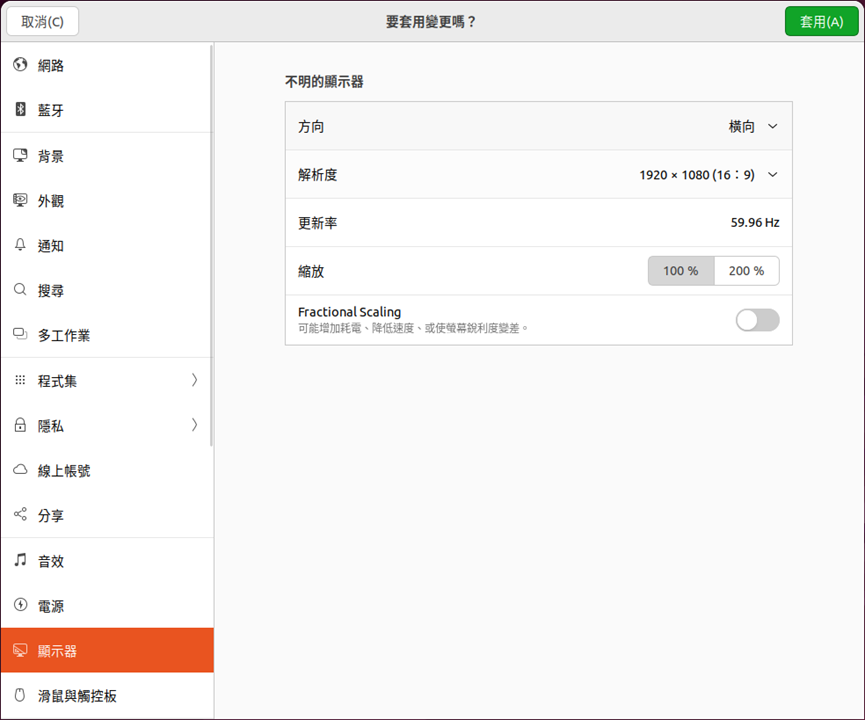 取消(C)
要套用變更嗎？
套用(A)
網路
藍牙
背景
外觀
通知
搜尋
多工作業
程式集
隱私
線上帳號
分享
音效
電源
顯示器
滑鼠與觸控板
不明的顯示器
方向
橫向
解析度
1920 × 1080 (16：9)
更新率
59.96 Hz
縮放
100 %
200 %
Fractional Scaling
可能增加耗電、降低速度、或使螢幕銳利度變差。